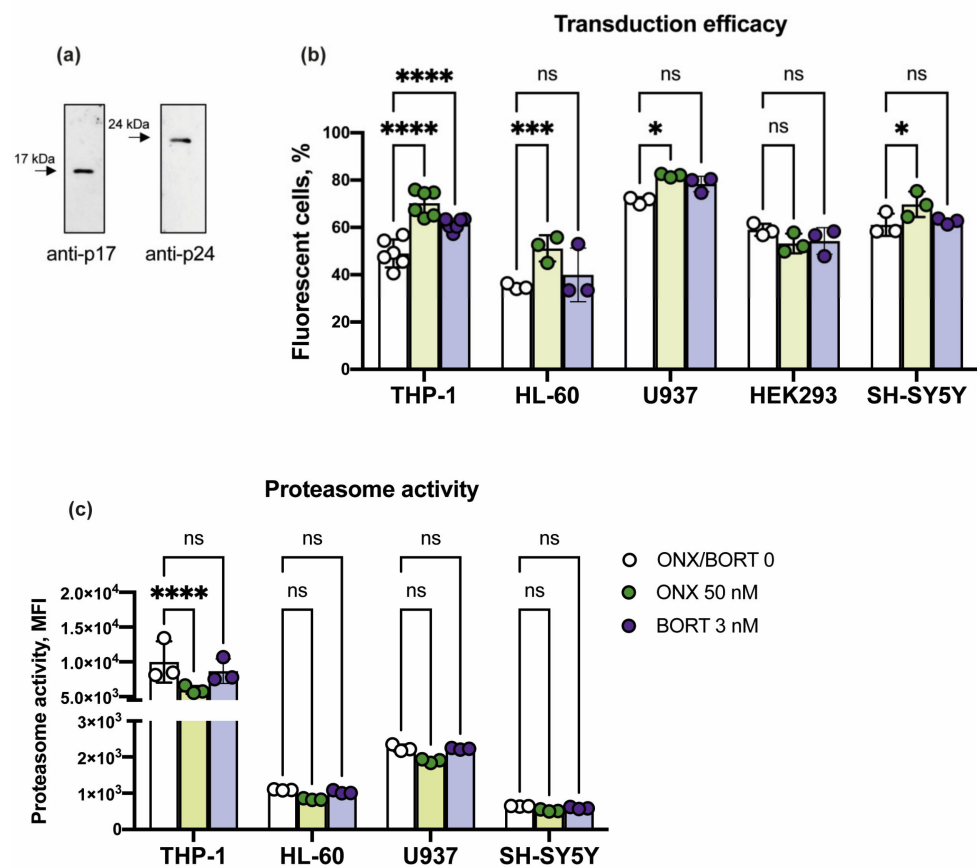 Transduction efficacy
(a)
24 kDa
17 kDa
anti-p17 anti-p24
(b)
**** ns ns ns ns
**** *** * ns *
Fluorescent cells, %
100
80
60
40
20
0
THP-1 HL-60 U937 HEK293 SH-SY5Y
Proteasome activity
(c)
ns ns ns ns
**** ns ns ns
Proteasome activity, MFI
2.0×10⁴
1.5×10⁴
1.0×10⁴
5.0×10³
3×10³
2×10³
1×10³
0
THP-1 HL-60 U937 SH-SY5Y
ONX/BORT 0
ONX 50 nM
BORT 3 nM